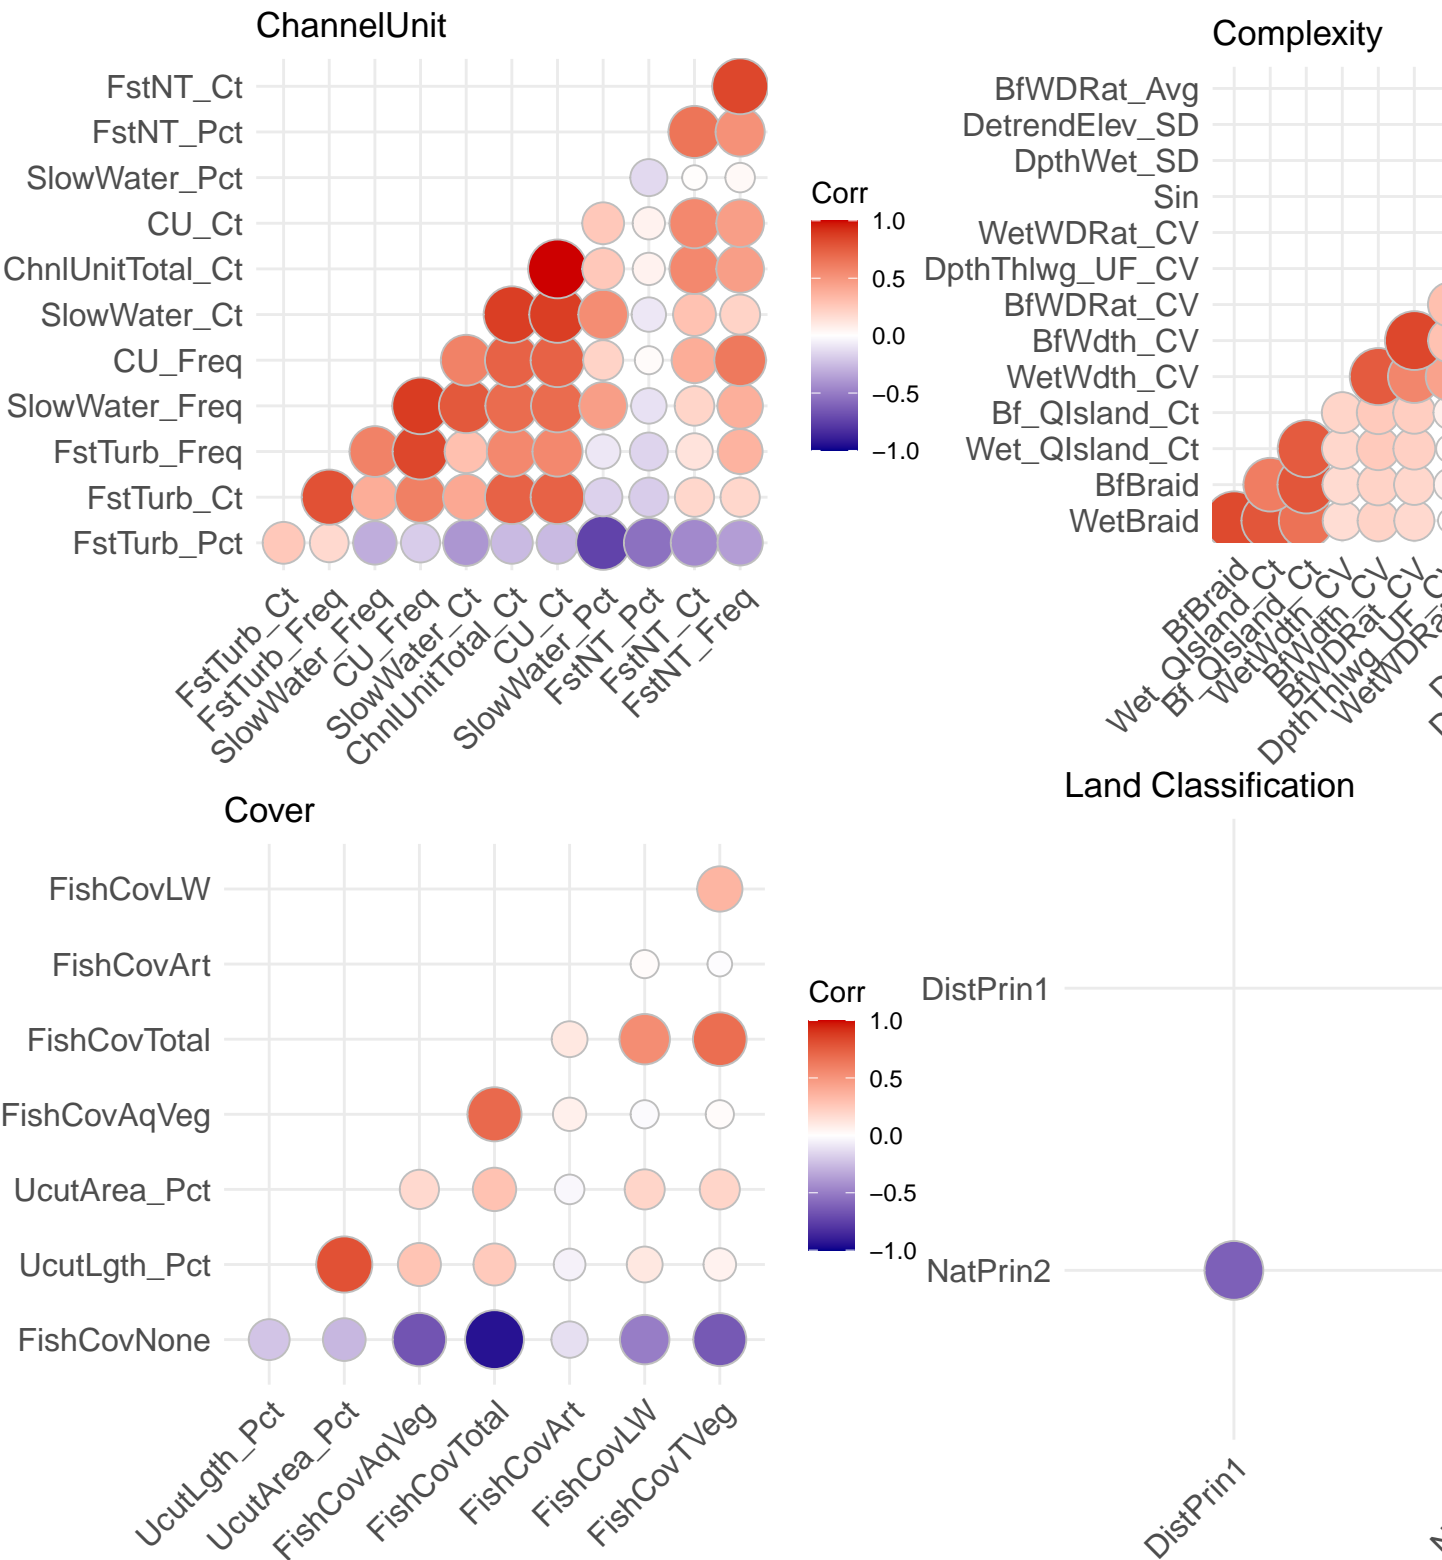 ChannelUnit
FstNT_Ct
FstNT_Pct
SlowWater_Pct
CU_Ct
ChnlUnitTotal_Ct
SlowWater_Ct
CU_Freq
SlowWater_Freq
FstTurb_Freq
FstTurb_Ct
FstTurb_Pct
FstTurb_Ct
FstTurb_Freq
SlowWater_Freq
CU_Freq
SlowWater_Ct
ChnlUnitTotal_Ct
CU_Ct
SlowWater_Pct
FstNT_Pct
FstNT_Ct
FstNT_Freq
Corr
1.0
0.5
0.0
−0.5
−1.0
Complexity
BfWDRat_Avg
DetrendElev_SD
DpthWet_SD
Sin
WetWDRat_CV
DpthThlwg_UF_CV
BfWDRat_CV
BfWdth_CV
WetWdth_CV
Bf_QIsland_Ct
Wet_QIsland_Ct
BfBraid
WetBraid
BfBraid
Wet_QIsland_Ct
Bf_QIsland_Ct
WetWdth_CV
BfWdth_CV
BfWDRat_CV
DpthThlwg_UF_C
WetWDRa
Cover
FishCovLW
FishCovArt
FishCovTotal
FishCovAqVeg
UcutArea_Pct
UcutLgth_Pct
FishCovNone
UcutLgth_Pct
UcutArea_Pct
FishCovAqVeg
FishCovTotal
FishCovArt
FishCovLW
FishCovTVeg
Corr
1.0
0.5
0.0
−0.5
−1.0
Land Classification
DistPrin1
NatPrin2
DistPrin1